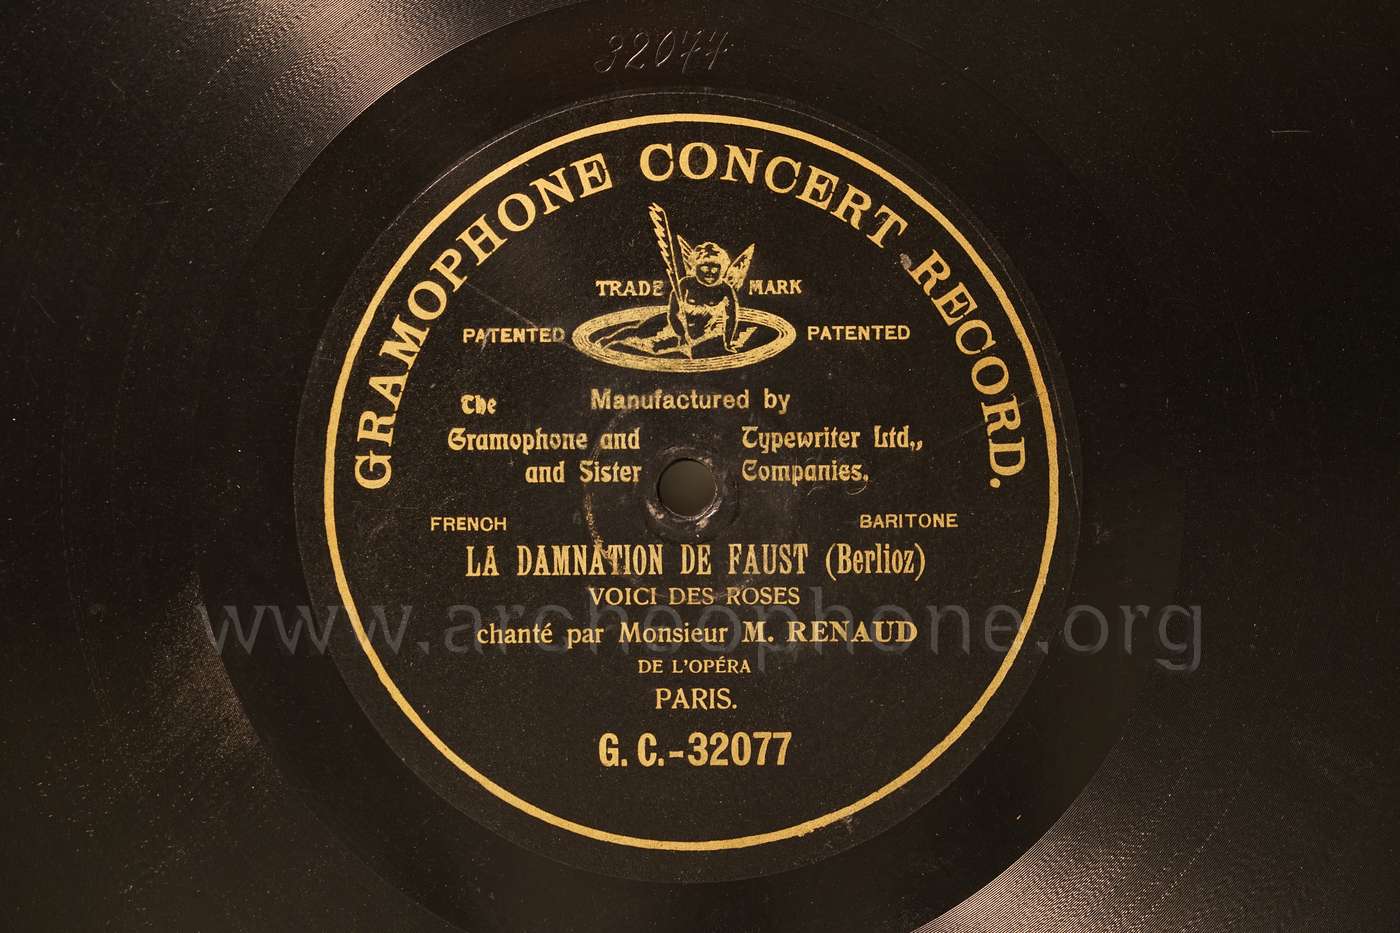 32077
GRAMOPHONE CONCERT RECORD.
TRADE MARK
PATENTED PATENTED
The Manufactured by
Gramophone and Typewriter Ltd.,,
and Sister Companies.
FRENCH BARITONE
LA DAMNATION DE FAUST (Berlioz)
VOICI DES ROSES
www.archeophone.org
chanté par Monsieur M. RENAUD
DE L'OPÉRA
PARIS.
G. C.-32077